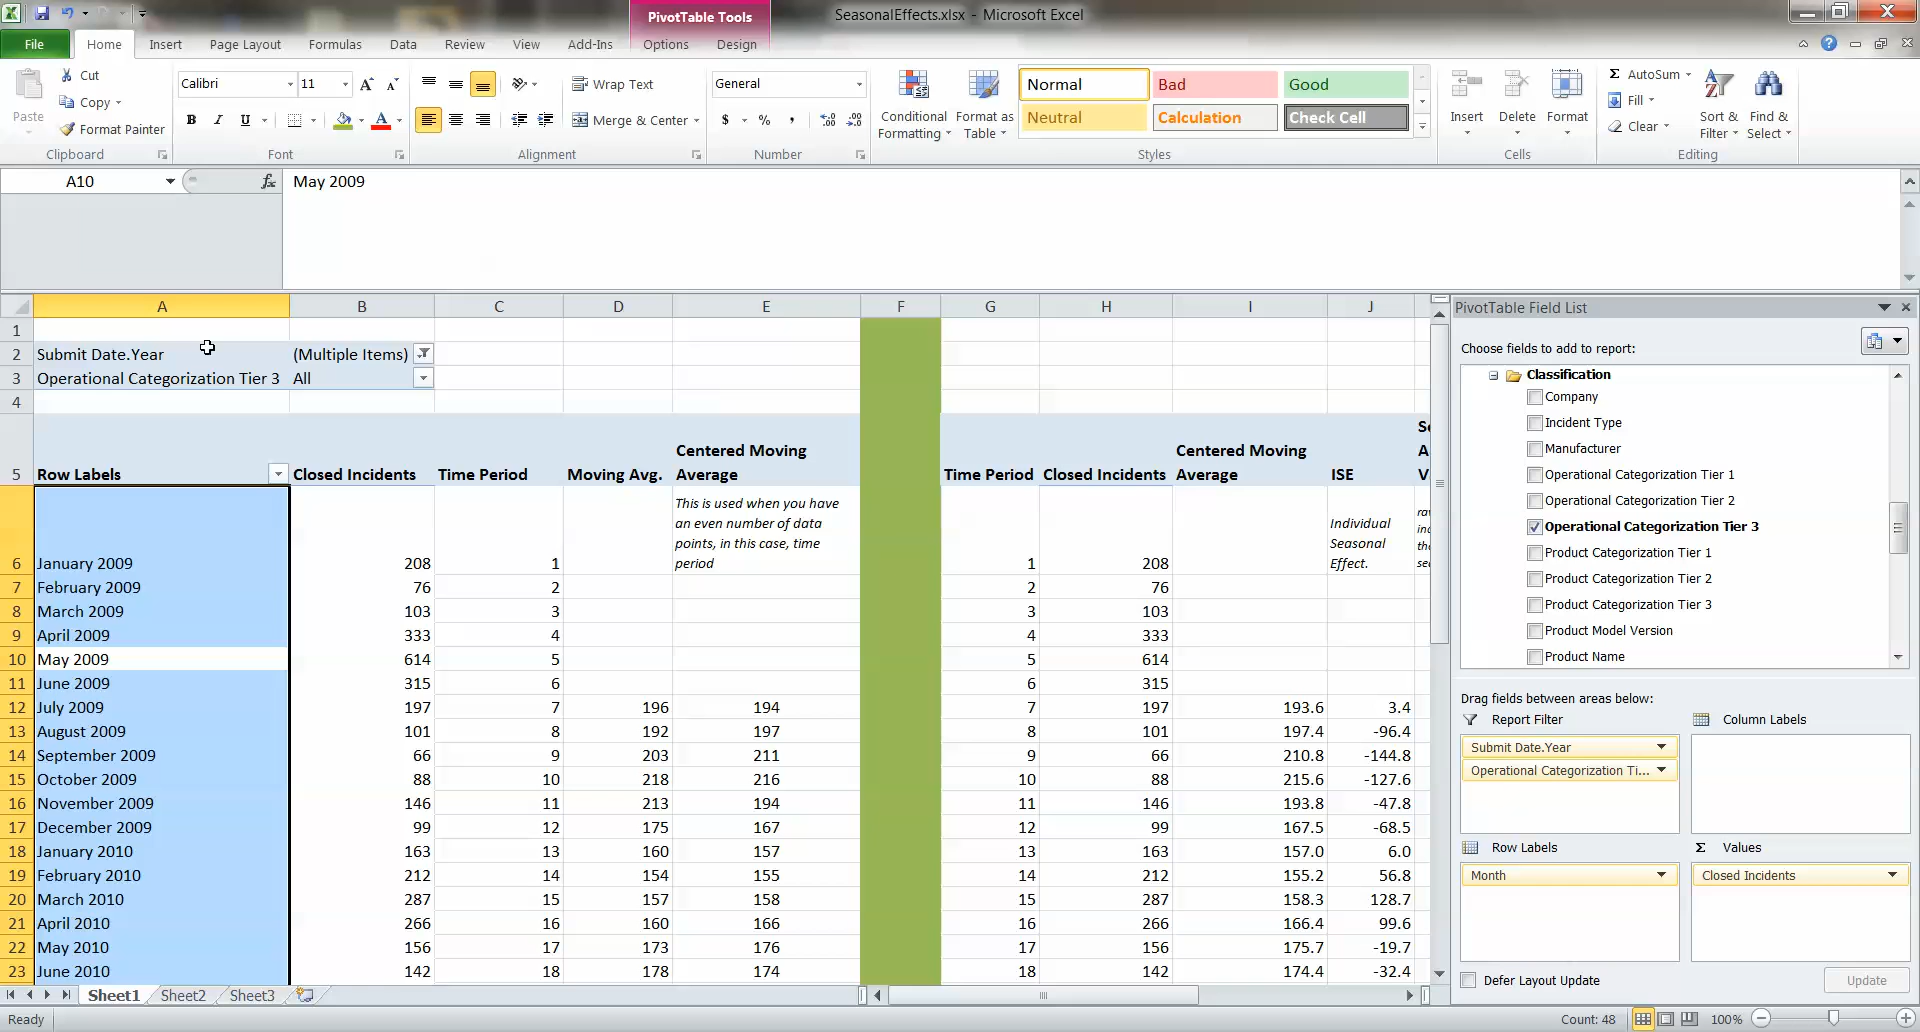 PivotTable Tools
SeasonalEffects.xlsx - Microsoft Excel
File Home Insert Page Layout Formulas Data Review View Add-Ins Options Design
Cut
Copy
Paste
Format Painter
Clipboard
Calibri 11
B I U
Font
Wrap Text
Merge & Center
Alignment
General
$ % ,
Number
Conditional Formatting
Format as Table
Normal Bad Good
Neutral Calculation Check Cell
Styles
Insert Delete Format
Cells
AutoSum
Fill
Clear
Sort & Filter
Find & Select
Editing
A10 fx May 2009
A B C D E F G H I J
1
2 Submit Date.Year (Multiple Items)
3 Operational Categorization Tier 3 All
4
5 Row Labels Closed Incidents Time Period Moving Avg. Centered Moving Average Time Period Closed Incidents Centered Moving Average ISE
This is used when you have
an even number of data
points, in this case, time
period
Individual
Seasonal
Effect.
6 January 2009 208 1 1 208
7 February 2009 76 2 2 76
8 March 2009 103 3 3 103
9 April 2009 333 4 4 333
10 May 2009 614 5 5 614
11 June 2009 315 6 6 315
12 July 2009 197 7 196 194 7 197 193.6 3.4
13 August 2009 101 8 192 197 8 101 197.4 -96.4
14 September 2009 66 9 203 211 9 66 210.8 -144.8
15 October 2009 88 10 218 216 10 88 215.6 -127.6
16 November 2009 146 11 213 194 11 146 193.8 -47.8
17 December 2009 99 12 175 167 12 99 167.5 -68.5
18 January 2010 163 13 160 157 13 163 157.0 6.0
19 February 2010 212 14 154 155 14 212 155.2 56.8
20 March 2010 287 15 157 158 15 287 158.3 128.7
21 April 2010 266 16 160 166 16 266 166.4 99.6
22 May 2010 156 17 173 176 17 156 175.7 -19.7
23 June 2010 142 18 178 174 18 142 174.4 -32.4
Sheet1 Sheet2 Sheet3
Ready
Count: 48
100%
PivotTable Field List
Choose fields to add to report:
Classification
Company
Incident Type
Manufacturer
Operational Categorization Tier 1
Operational Categorization Tier 2
Operational Categorization Tier 3
Product Categorization Tier 1
Product Categorization Tier 2
Product Categorization Tier 3
Product Model Version
Product Name
Drag fields between areas below:
Report Filter
Column Labels
Submit Date.Year
Operational Categorization Ti...
Row Labels
Σ Values
Month
Closed Incidents
Defer Layout Update
Update